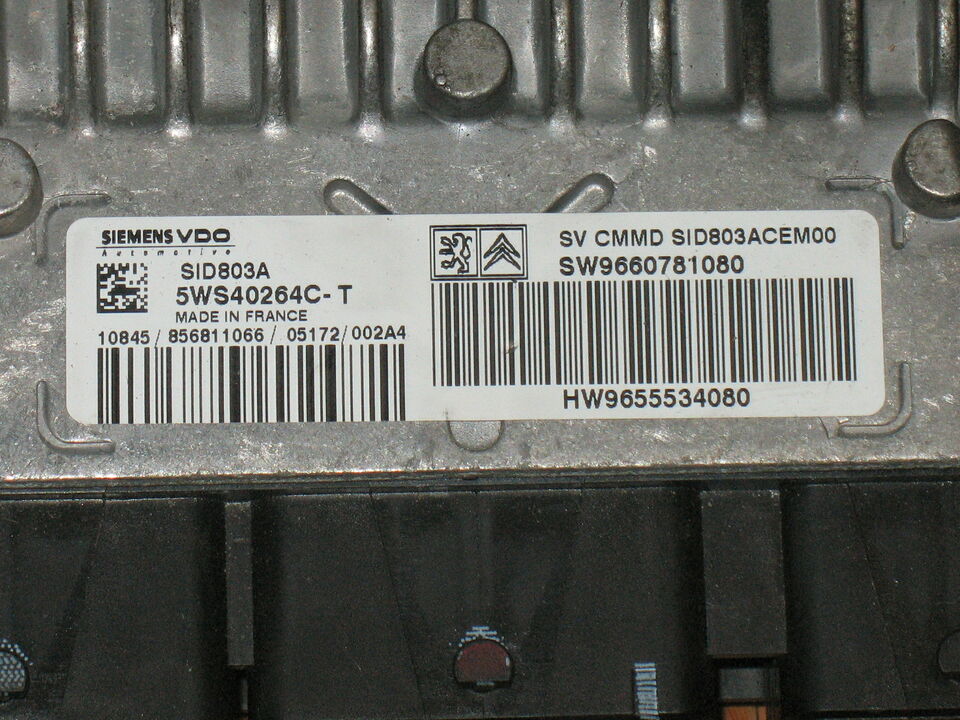 SIEMENS VDO
Automotive
SID803A
5WS40264C-T
MADE IN FRANCE
10845 / 856811066 / 05172 / 002A4
SV CMMD SID803ACEM00
SW9660781080
HW9655534080